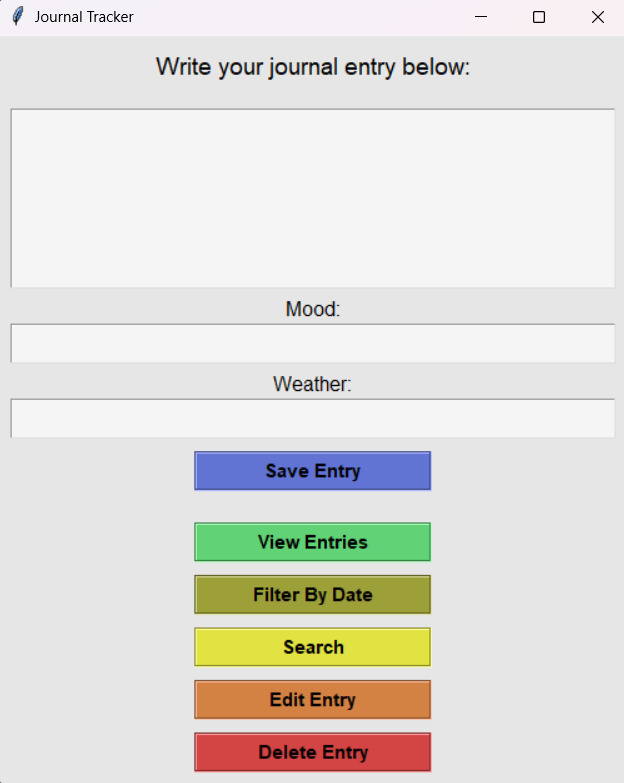 Journal Tracker
Write your journal entry below:
Mood:
Weather:
Save Entry
View Entries
Filter By Date
Search
Edit Entry
Delete Entry